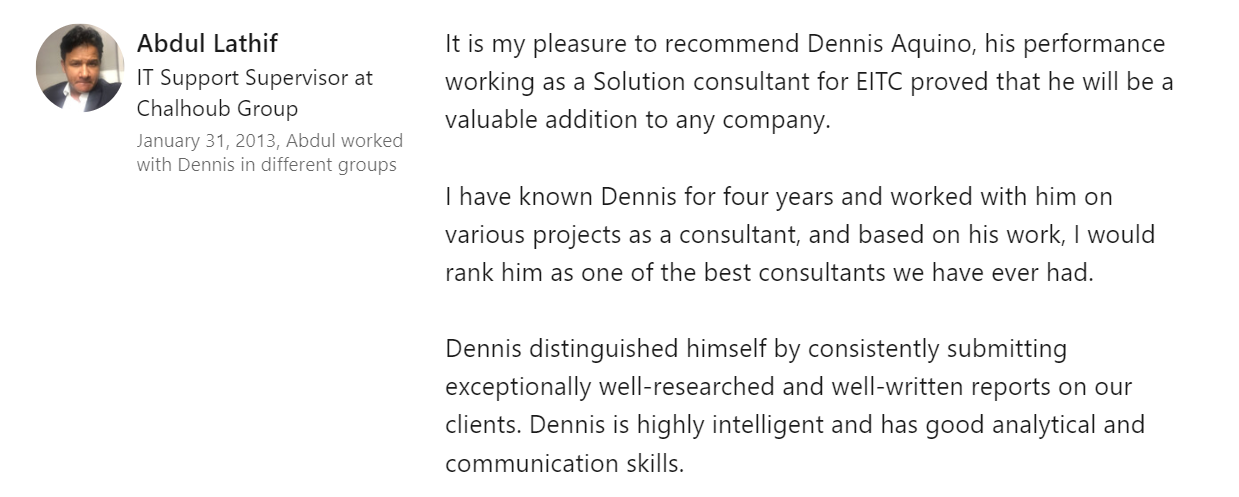 Abdul Lathif
IT Support Supervisor at
Chalhoub Group
January 31, 2013, Abdul worked
with Dennis in different groups
It is my pleasure to recommend Dennis Aquino, his performance
working as a Solution consultant for EITC proved that he will be a
valuable addition to any company.
I have known Dennis for four years and worked with him on
various projects as a consultant, and based on his work, I would
rank him as one of the best consultants we have ever had.
Dennis distinguished himself by consistently submitting
exceptionally well-researched and well-written reports on our
clients. Dennis is highly intelligent and has good analytical and
communication skills.